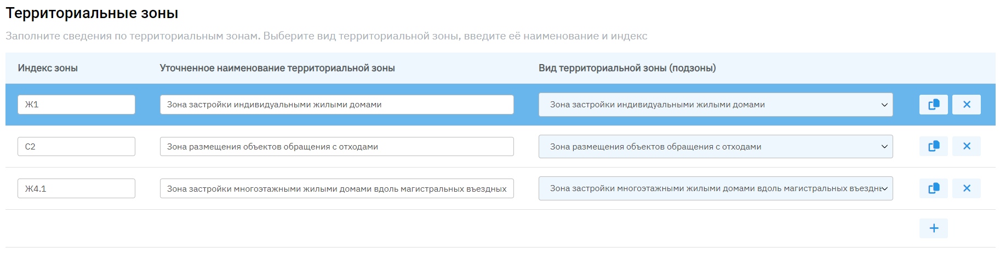 Территориальные зоны
Заполните сведения по территориальным зонам. Выберите вид территориальной зоны, введите её наименование и индекс
Индекс зоны Уточненное наименование территориальной зоны Вид территориальной зоны (подзоны)
Ж1 Зона застройки индивидуальными жилыми домами Зона застройки индивидуальными жилыми домами
С2 Зона размещения объектов обращения с отходами Зона размещения объектов обращения с отходами
Ж4.1 Зона застройки многоэтажными жилыми домами вдоль магистральных въездных Зона застройки многоэтажными жилыми домами вдоль магистральных